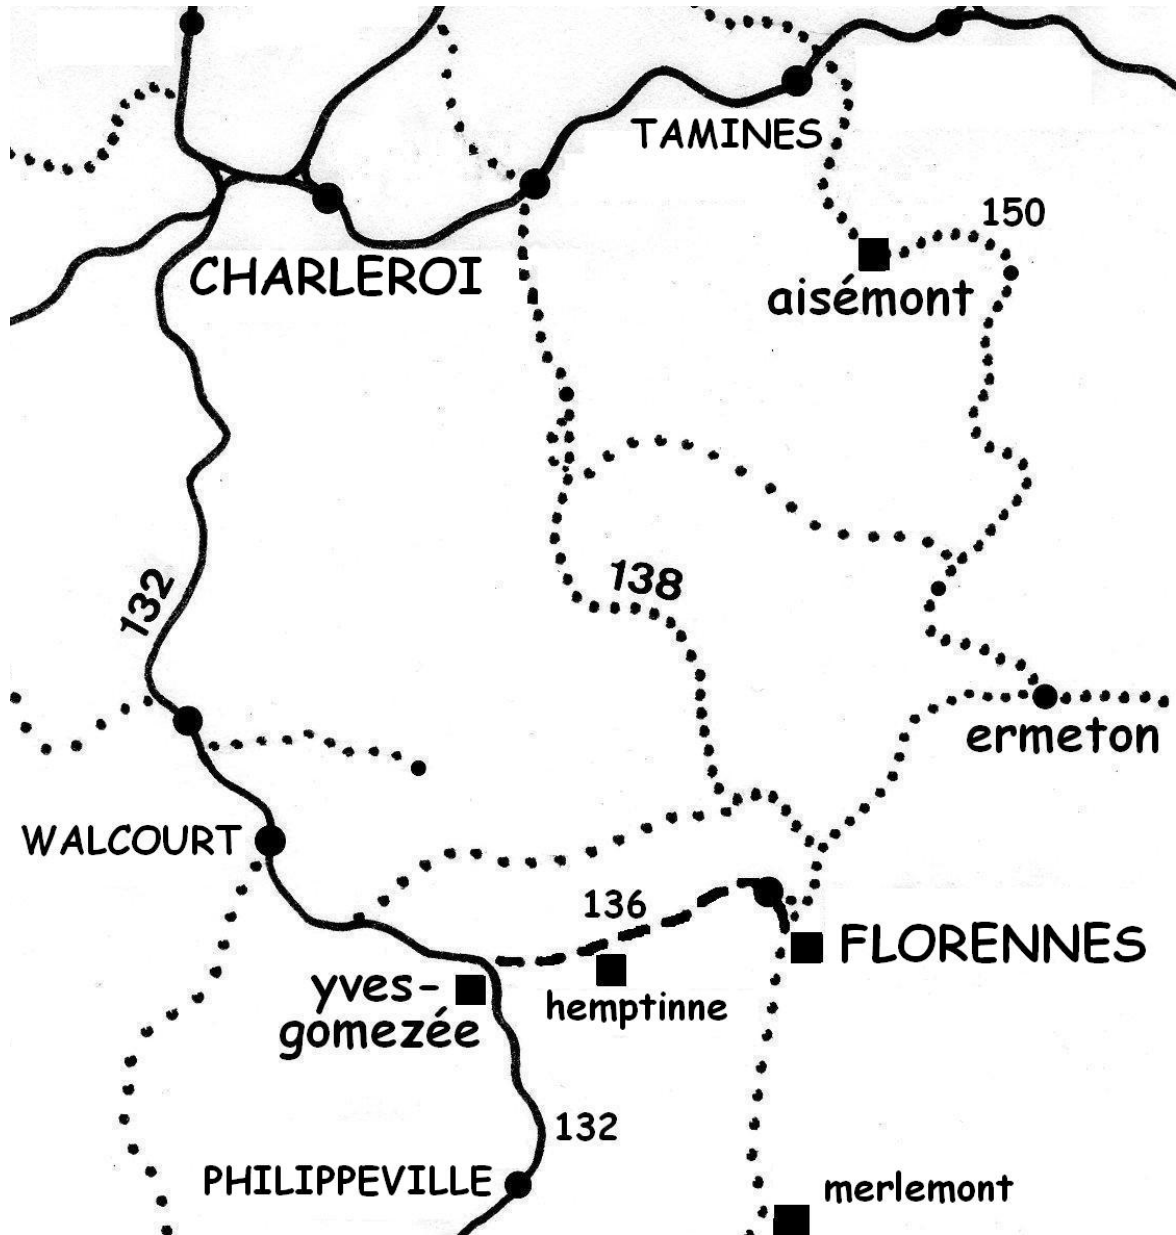 TAMINES
150
CHARLEROI
aisémont
138
132
ermeton
WALCOURT
136
FLORENNES
yves-
gomezée
hemptinne
132
PHILIPPEVILLE
merlemont